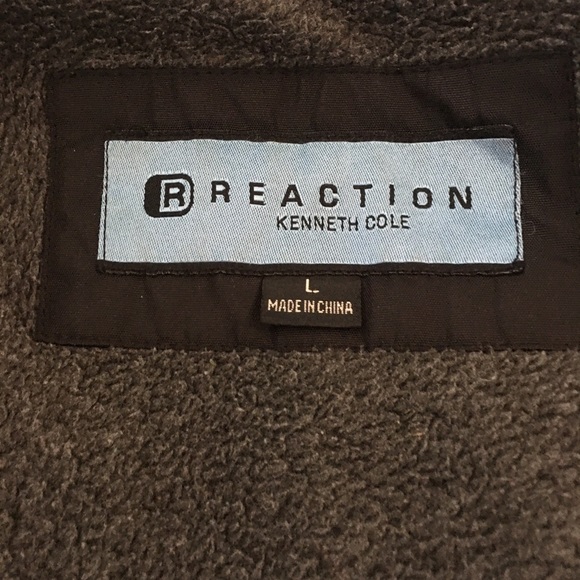 R REACTION
KENNETH COLE
L
MADE IN CHINA